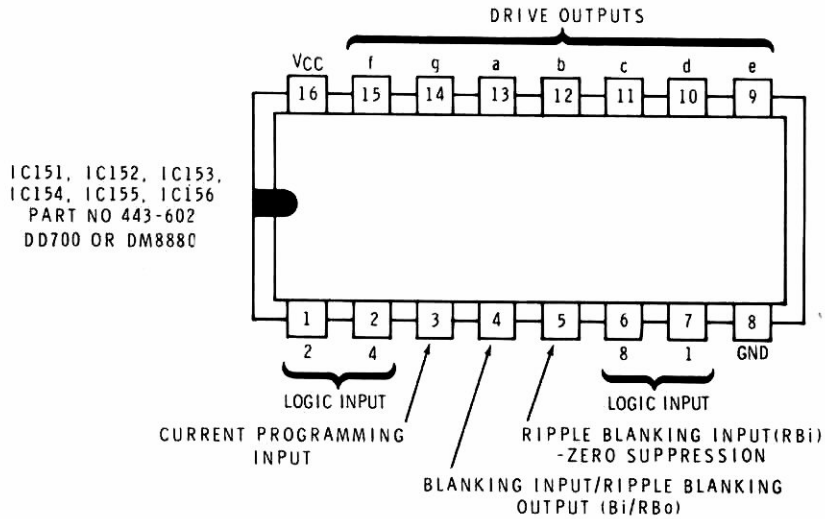 DRIVE OUTPUTS
VCC f g a b c d e
16 15 14 13 12 11 10 9
IC151, IC152, IC153,
IC154, IC155, IC156
PART NO 443-602
DD700 OR DM8880
1 2 3 4 5 6 7 8
2 4 8 1 GND
LOGIC INPUT LOGIC INPUT
CURRENT PROGRAMMING
INPUT
RIPPLE BLANKING INPUT(RBi)
-ZERO SUPPRESSION
BLANKING INPUT/RIPPLE BLANKING
OUTPUT (Bi/RBo)